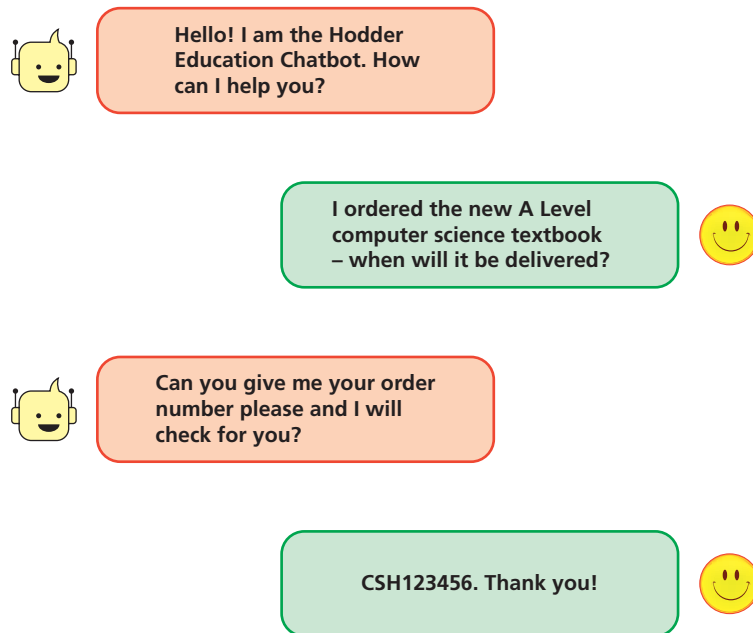 Hello! I am the Hodder
Education Chatbot. How
can I help you?
I ordered the new A Level
computer science textbook
– when will it be delivered?
Can you give me your order
number please and I will
check for you?
CSH123456. Thank you!